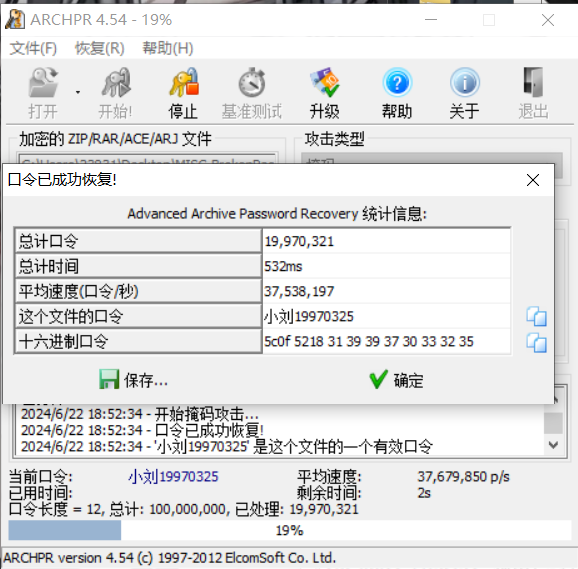 ARCHPR 4.54 - 19%
文件(F) 恢复(R) 帮助(H)
打开 开始! 停止 基准测试 升级 帮助 关于 退出
加密的 ZIP/RAR/ACE/ARJ 文件 攻击类型
口令已成功恢复!
Advanced Archive Password Recovery 统计信息:
总计口令 19,970,321
总计时间 532ms
平均速度(口令/秒) 37,538,197
这个文件的口令 小刘19970325
十六进制口令 5c0f 5218 31 39 39 37 30 33 32 35
保存... 确定
2024/6/22 18:52:34 - 开始掩码攻击...
2024/6/22 18:52:34 - 口令已成功恢复!
2024/6/22 18:52:34 - '小刘19970325' 是这个文件的一个有效口令
当前口令: 小刘19970325 平均速度: 37,679,850 p/s
已用时间: 剩余时间: 2s
口令长度 = 12, 总计: 100,000,000, 已处理: 19,970,321
19%
ARCHPR version 4.54 (c) 1997-2012 ElcomSoft Co. Ltd.